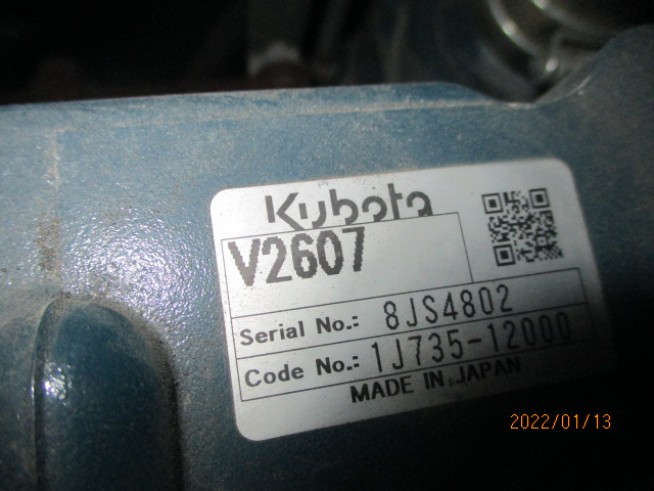 Kubota
V2607
Serial No.: 8JS4802
Code No.: 1J735-12000
MADE IN JAPAN
2022/01/13